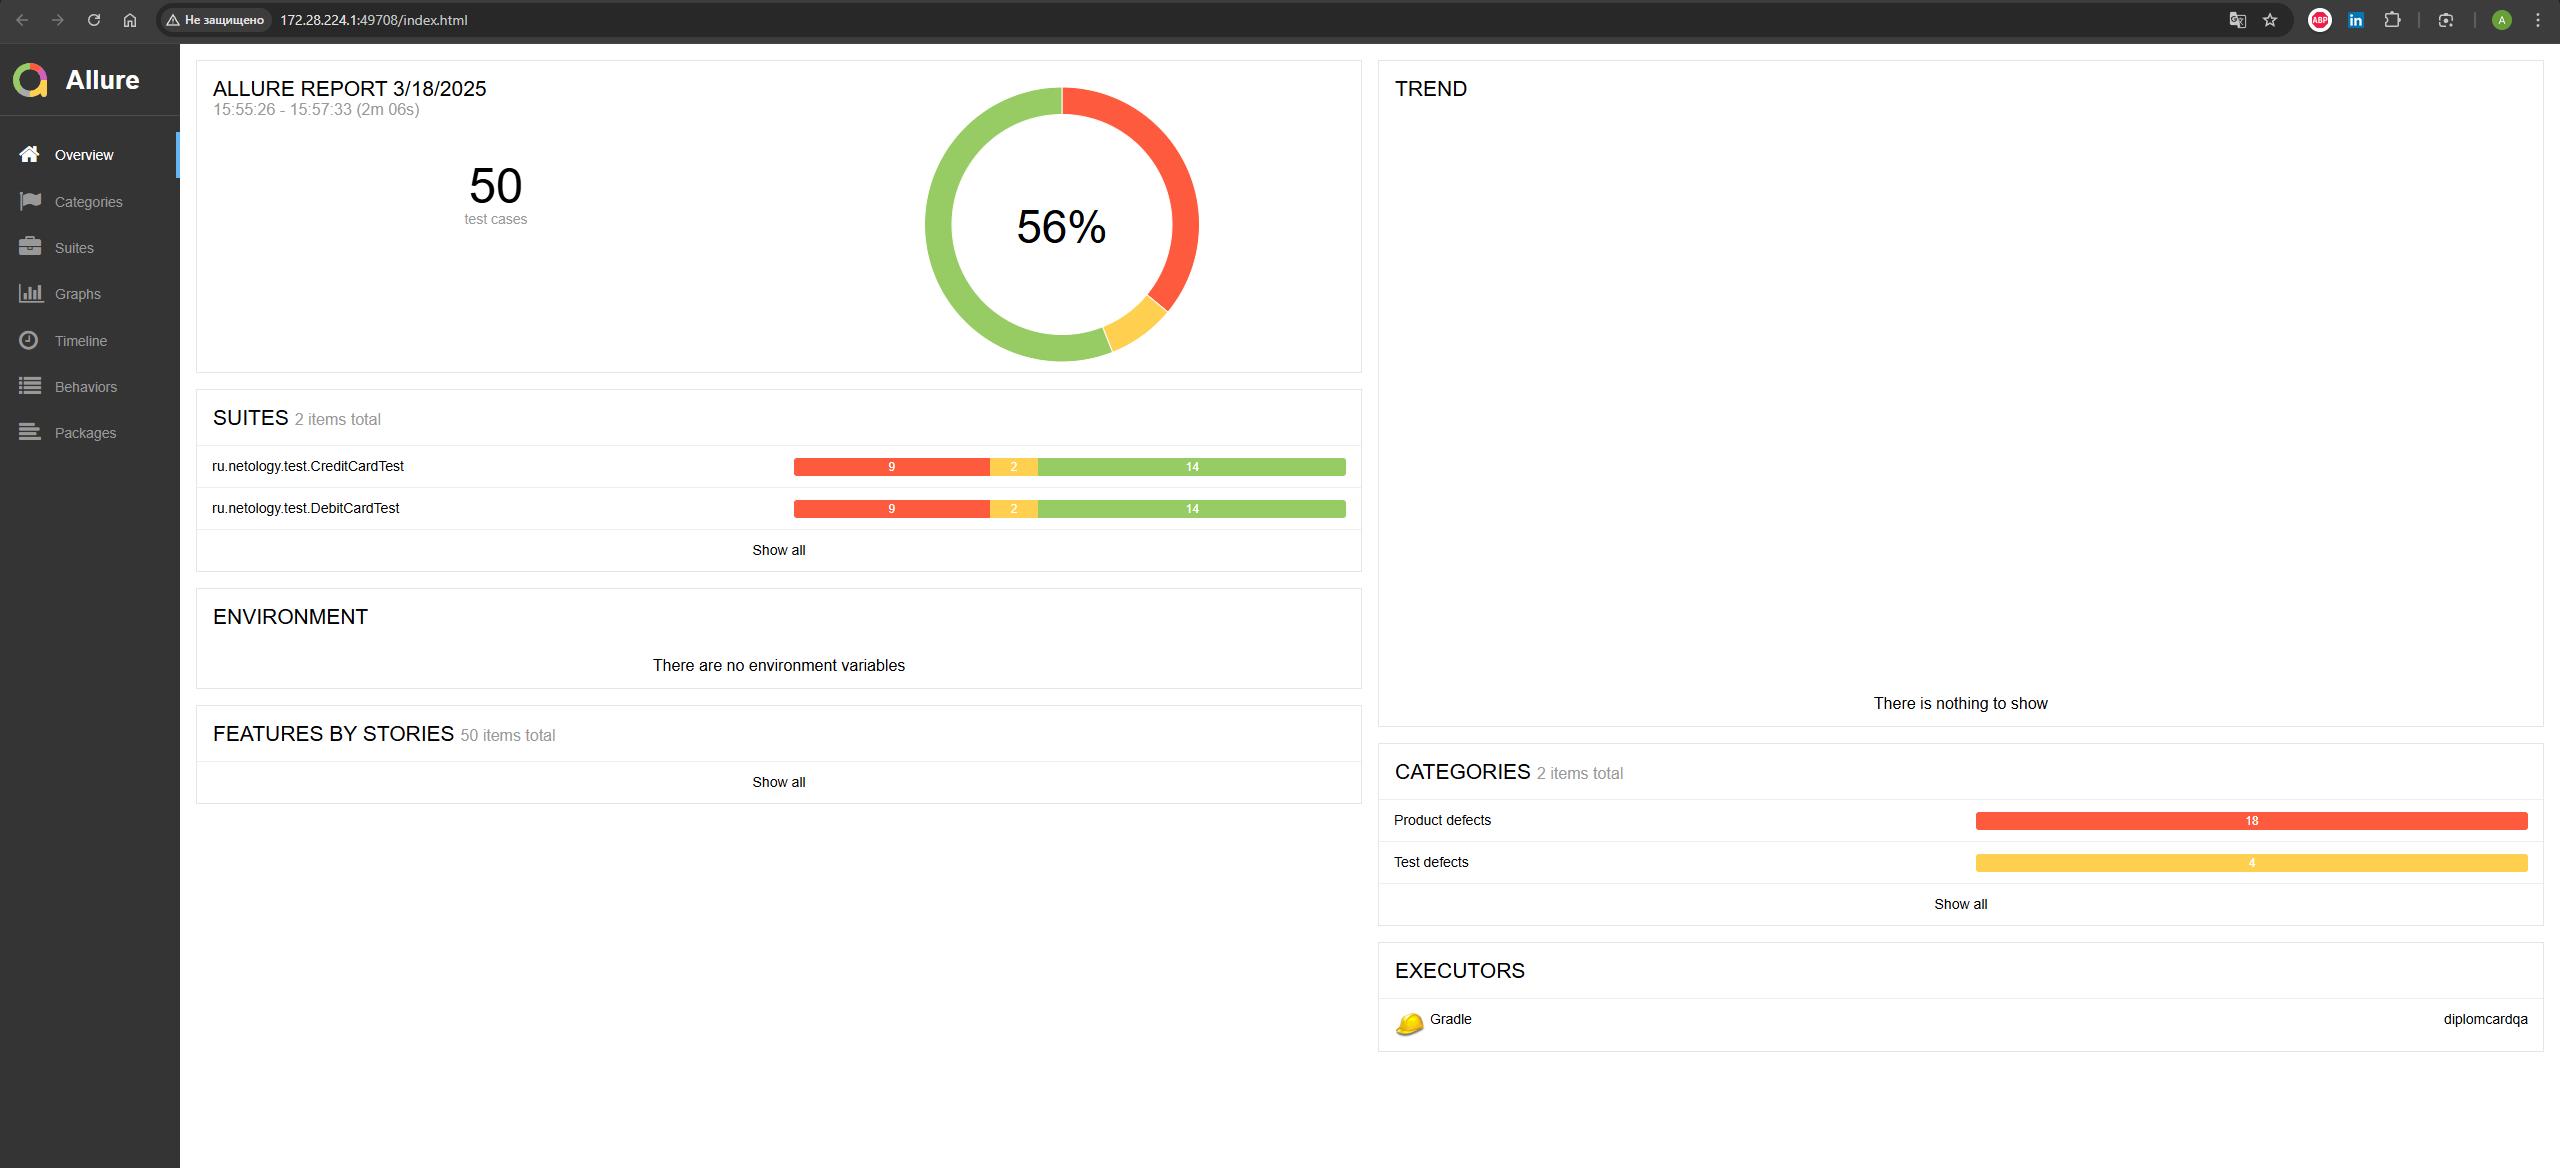 Не защищено 172.28.224.1:49708/index.html
ABP
in
A
Allure
Overview
Categories
Suites
Graphs
Timeline
Behaviors
Packages
ALLURE REPORT 3/18/2025
15:55:26 - 15:57:33 (2m 06s)
50
test cases
56%
SUITES 2 items total
ru.netology.test.CreditCardTest 9 2 14
ru.netology.test.DebitCardTest 9 2 14
Show all
ENVIRONMENT
There are no environment variables
FEATURES BY STORIES 50 items total
Show all
TREND
There is nothing to show
CATEGORIES 2 items total
Product defects 18
Test defects 4
Show all
EXECUTORS
Gradle diplomcardqa